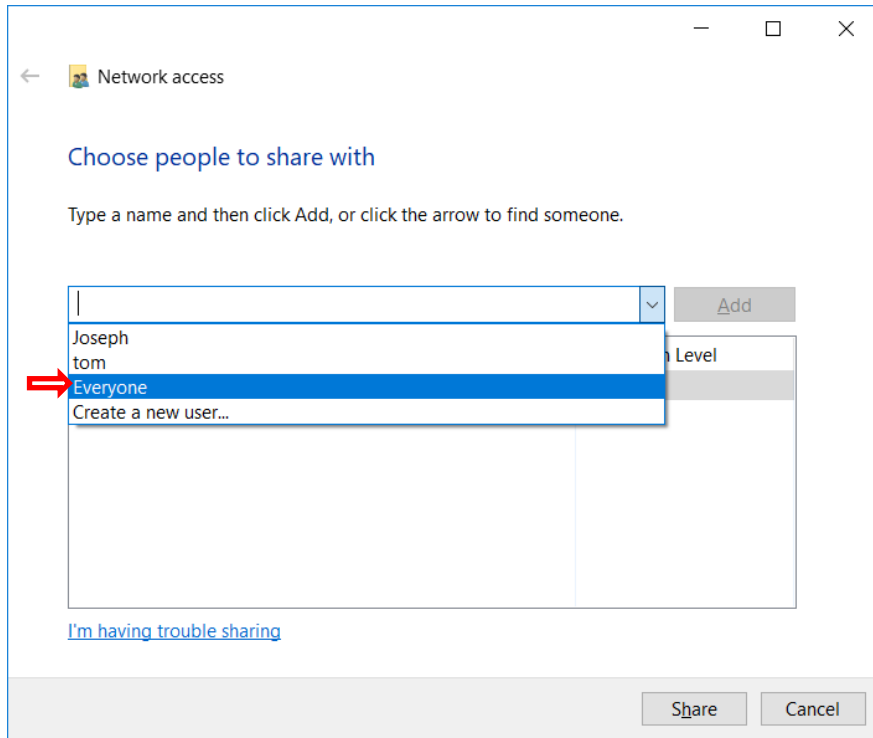 Network access
Choose people to share with
Type a name and then click Add, or click the arrow to find someone.
Add
Joseph
tom
Level
Everyone
Create a new user...
I'm having trouble sharing
Share
Cancel